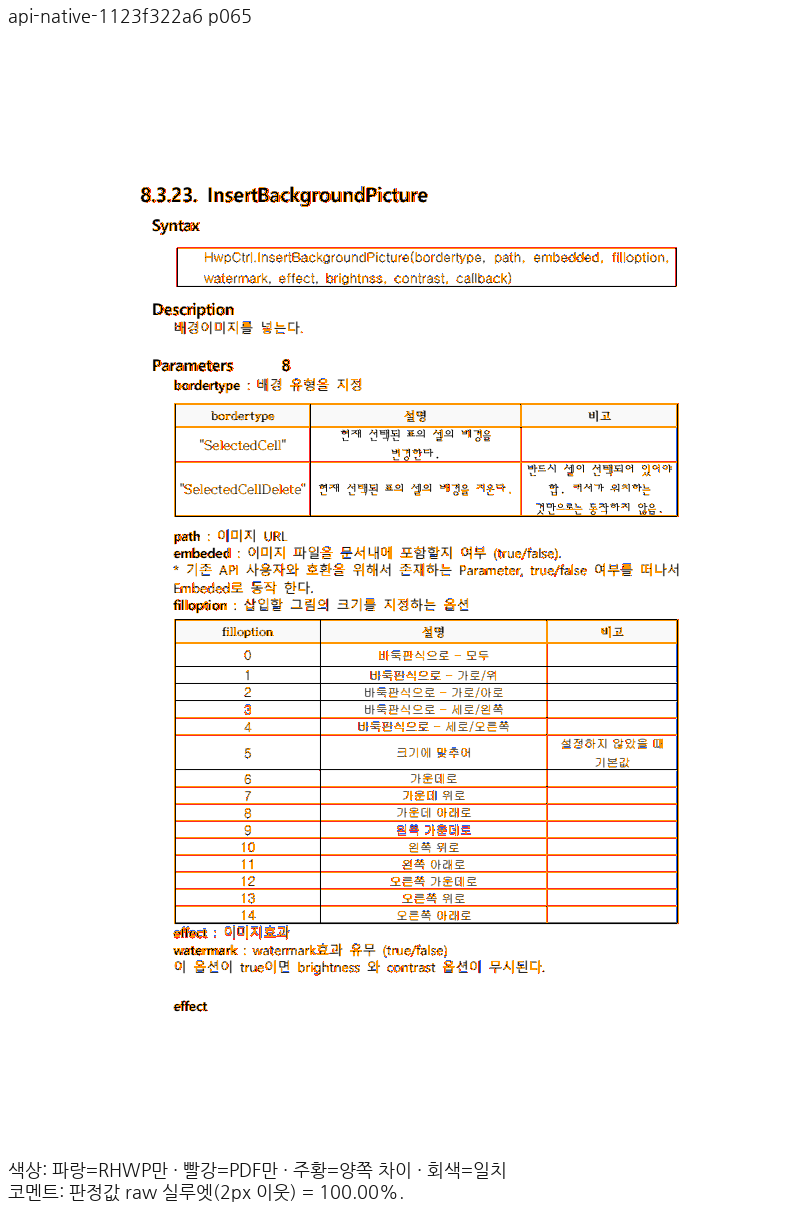 api-native-1123f322a6 p065
8.3.23. InsertBackgroundPicture
Syntax
HwpCtrl.InsertBackgroundPicture(bordertype, path, embedded, filloption,
watermark, effect, brightnss, contrast, callback)
Description
배경이미지를 넣는다.
Parameters 8
bordertype : 배경 유형을 지정
bordertype 설명 비고
"SelectedCell" 현재 선택된 표의 셀의 배경을
변경한다.
"SelectedCellDelete" 현재 선택된 표의 셀의 배경을 지운다. 반드시 셀이 선택되어 있어야
함. 커서가 위치하는
것만으로는 동작하지 않음.
path : 이미지 URL
embeded : 이미지 파일을 문서내에 포함할지 여부 (true/false).
* 기존 API 사용자와 호환을 위해서 존재하는 Parameter, true/false 여부를 떠나서
Embeded로 동작 한다.
filloption : 삽입할 그림의 크기를 지정하는 옵션
filloption 설명 비고
0 바둑판식으로 - 모두
1 바둑판식으로 - 가로/위
2 바둑판식으로 - 가로/아로
3 바둑판식으로 - 세로/왼쪽
4 바둑판식으로 - 세로/오른쪽
5 크기에 맞추어 설정하지 않았을 때
기본값
6 가운데로
7 가운데 위로
8 가운데 아래로
9 왼쪽 가운데로
10 왼쪽 위로
11 왼쪽 아래로
12 오른쪽 가운데로
13 오른쪽 위로
14 오른쪽 아래로
effect : 이미지효과
watermark : watermark효과 유무 (true/false)
이 옵션이 true이면 brightness 와 contrast 옵션이 무시된다.
effect
색상: 파랑=RHWP만 · 빨강=PDF만 · 주황=양쪽 차이 · 회색=일치
코멘트: 판정값 raw 실루엣(2px 이웃) = 100.00%.